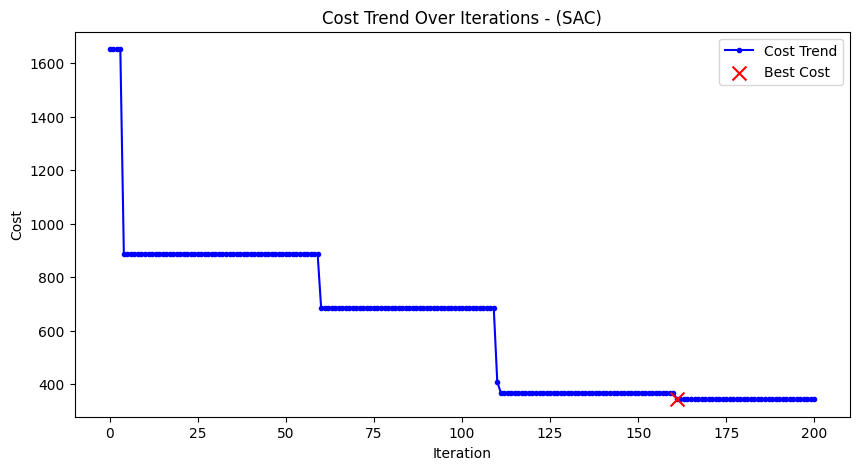 Cost Trend Over Iterations - (SAC)
Cost Trend
Best Cost
Cost
1600
1400
1200
1000
800
600
400
0 25 50 75 100 125 150 175 200
Iteration